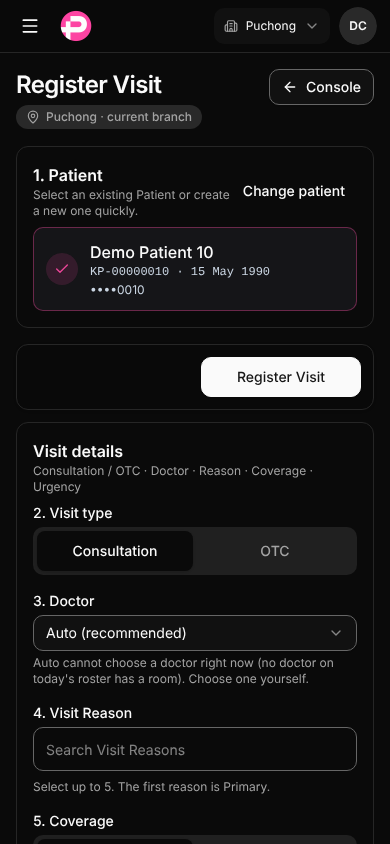 Puchong
DC
Register Visit
Console
Puchong · current branch
1. Patient
Select an existing Patient or create
a new one quickly.
Change patient
Demo Patient 10
KP-00000010 · 15 May 1990
••••0010
Register Visit
Visit details
Consultation / OTC · Doctor · Reason · Coverage ·
Urgency
2. Visit type
Consultation
OTC
3. Doctor
Auto (recommended)
Auto cannot choose a doctor right now (no doctor on
today's roster has a room). Choose one yourself.
4. Visit Reason
Search Visit Reasons
Select up to 5. The first reason is Primary.
5. Coverage